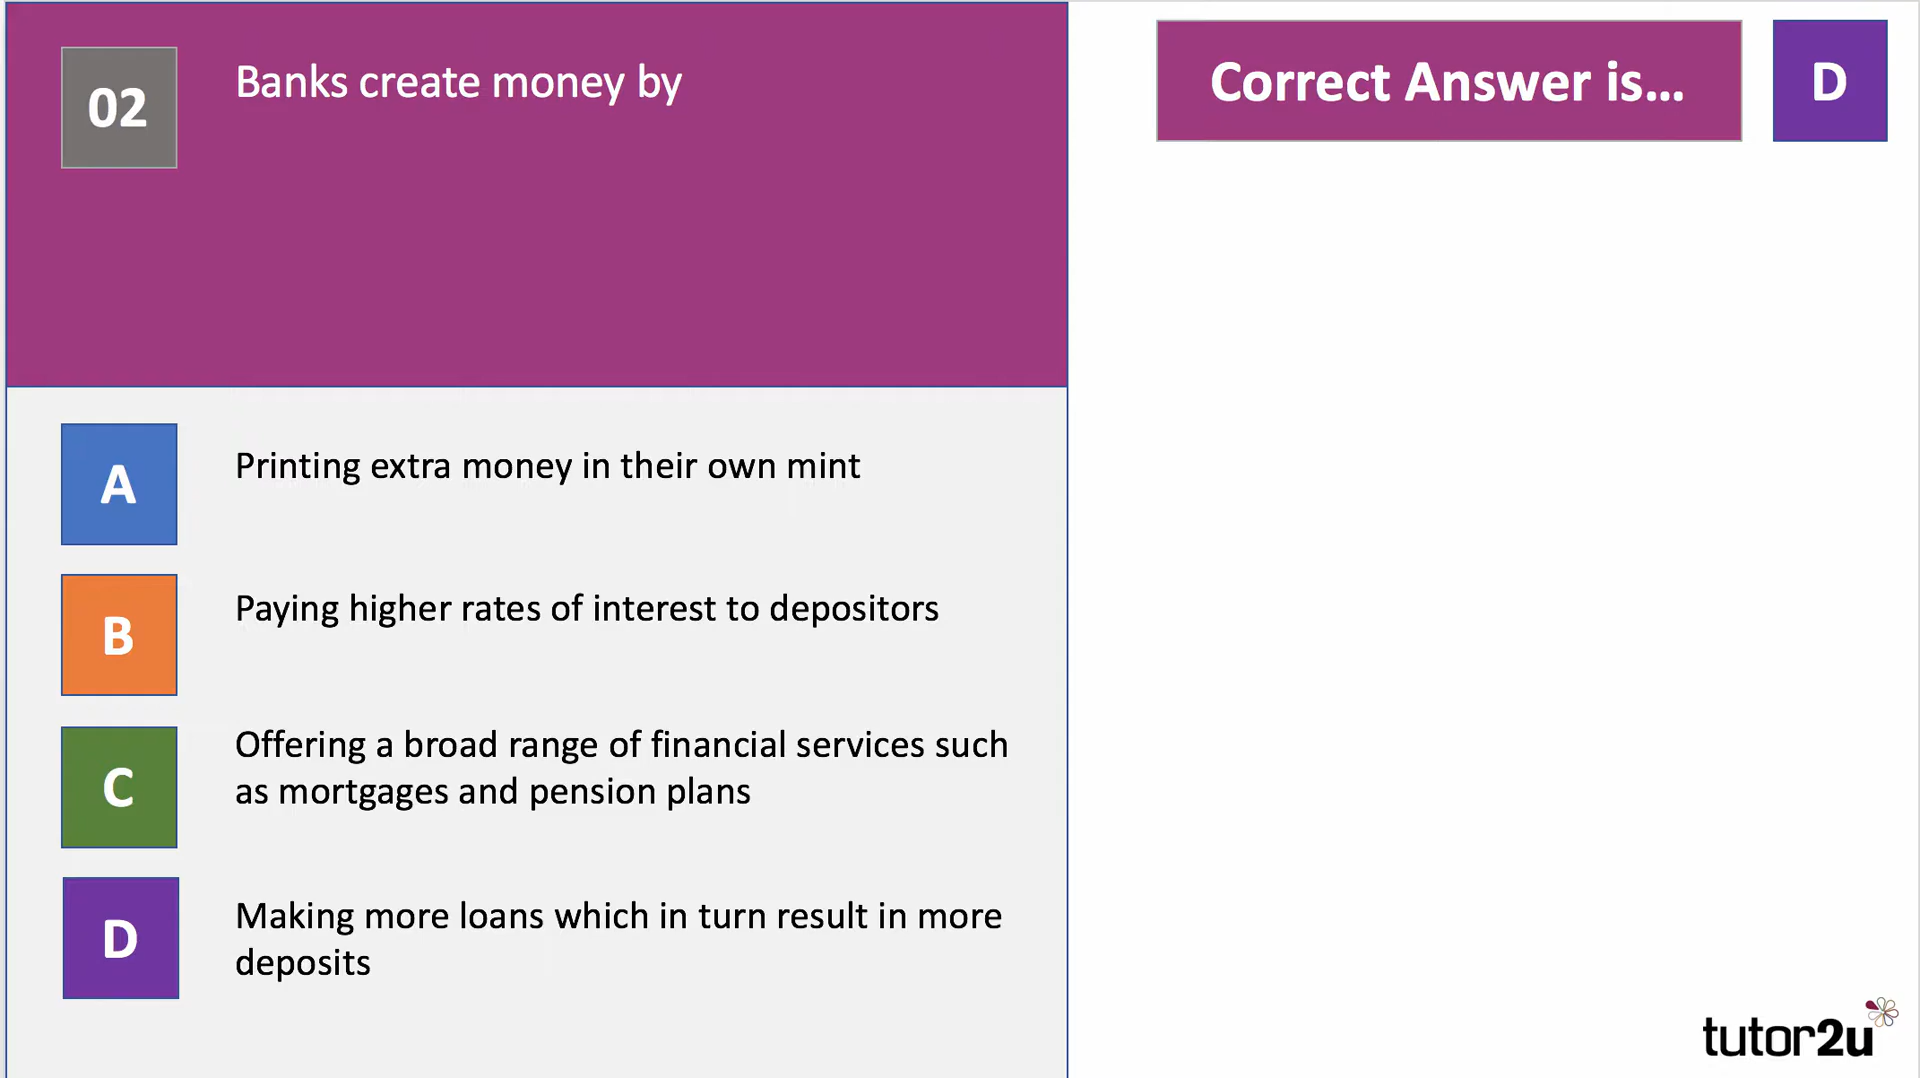 02
Banks create money by
Correct Answer is...
D
A
Printing extra money in their own mint
B
Paying higher rates of interest to depositors
C
Offering a broad range of financial services such
as mortgages and pension plans
D
Making more loans which in turn result in more
deposits
tutor2u